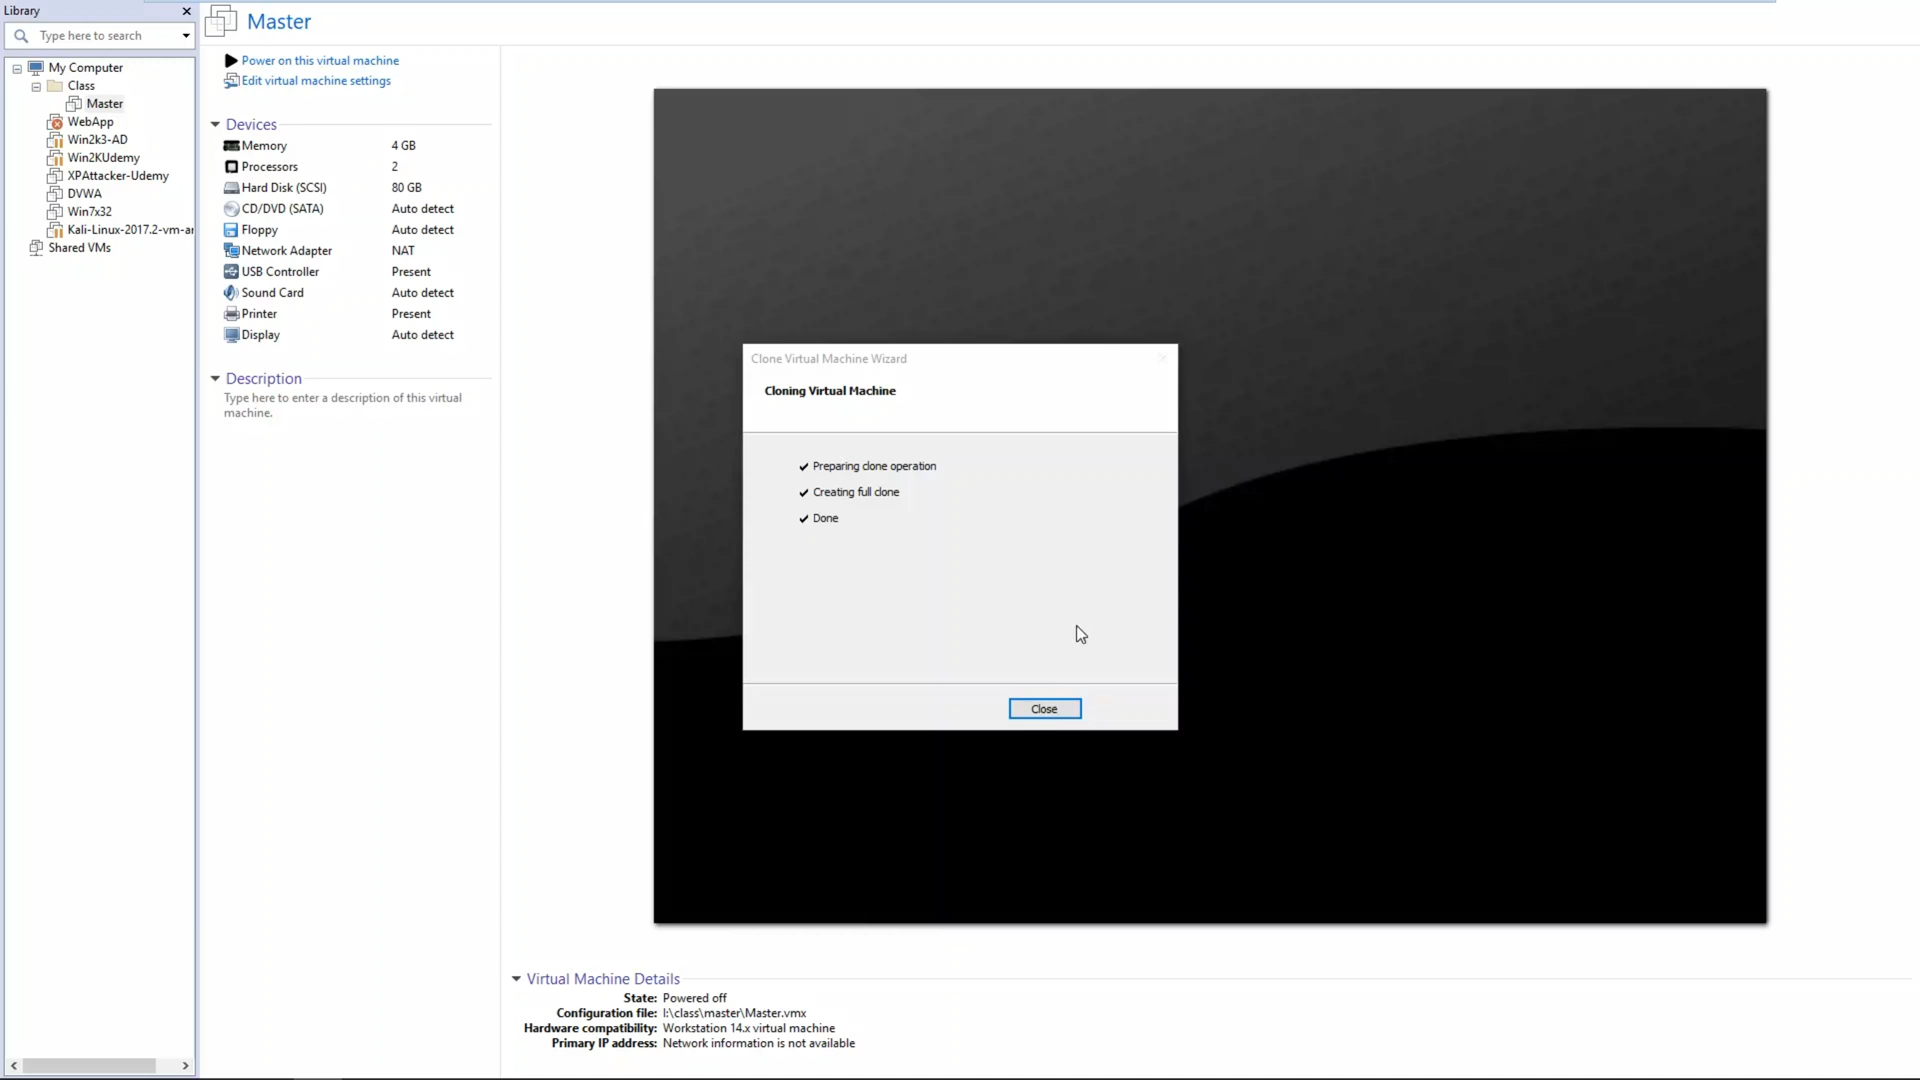 Library
Type here to search
My Computer
Class
Master
WebApp
Win2k3-AD
Win2KUdemy
XPAttacker-Udemy
DVWA
Win7x32
Kali-Linux-2017.2-vm-ar
Shared VMs
Master
Power on this virtual machine
Edit virtual machine settings
Devices
Memory 4 GB
Processors 2
Hard Disk (SCSI) 80 GB
CD/DVD (SATA) Auto detect
Floppy Auto detect
Network Adapter NAT
USB Controller Present
Sound Card Auto detect
Printer Present
Display Auto detect
Description
Type here to enter a description of this virtual
machine.
Clone Virtual Machine Wizard
Cloning Virtual Machine
Preparing clone operation
Creating full clone
Done
Close
Virtual Machine Details
State: Powered off
Configuration file: I:\class\master\Master.vmx
Hardware compatibility: Workstation 14.x virtual machine
Primary IP address: Network information is not available